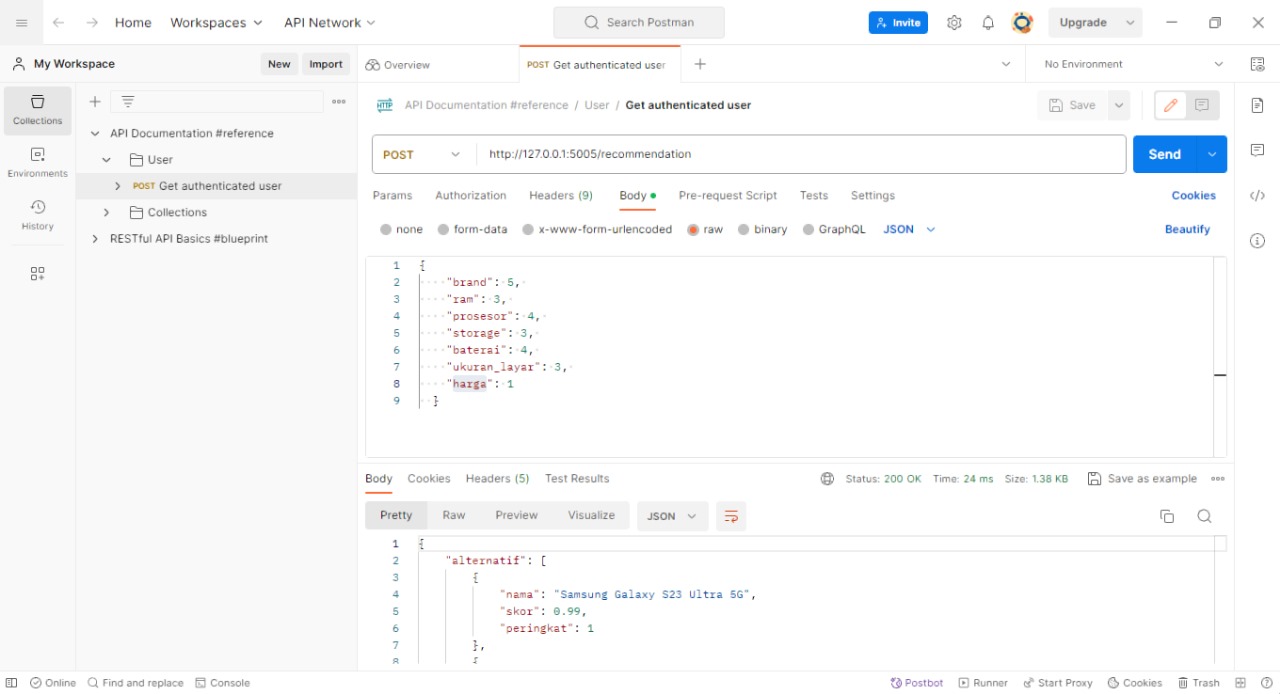 Home Workspaces API Network Search Postman Invite Upgrade
My Workspace New Import Overview POST Get authenticated user No Environment
Collections
Environments
History
API Documentation #reference
User
POST Get authenticated user
Collections
RESTful API Basics #blueprint
HTTP API Documentation #reference / User / Get authenticated user Save
POST http://127.0.0.1:5005/recommendation Send
Params Authorization Headers (9) Body Pre-request Script Tests Settings Cookies
none form-data x-www-form-urlencoded raw binary GraphQL JSON Beautify
1 {
2 "brand": 5,
3 "ram": 3,
4 "prosesor": 4,
5 "storage": 3,
6 "baterai": 4,
7 "ukuran_layar": 3,
8 "harga": 1
9 }
Body Cookies Headers (5) Test Results Status: 200 OK Time: 24 ms Size: 1.38 KB Save as example
Pretty Raw Preview Visualize JSON
1 {
2 "alternatif": [
3 {
4 "nama": "Samsung Galaxy S23 Ultra 5G",
5 "skor": 0.99,
6 "peringkat": 1
7 },
8 {
Online Find and replace Console Postbot Runner Start Proxy Cookies Trash